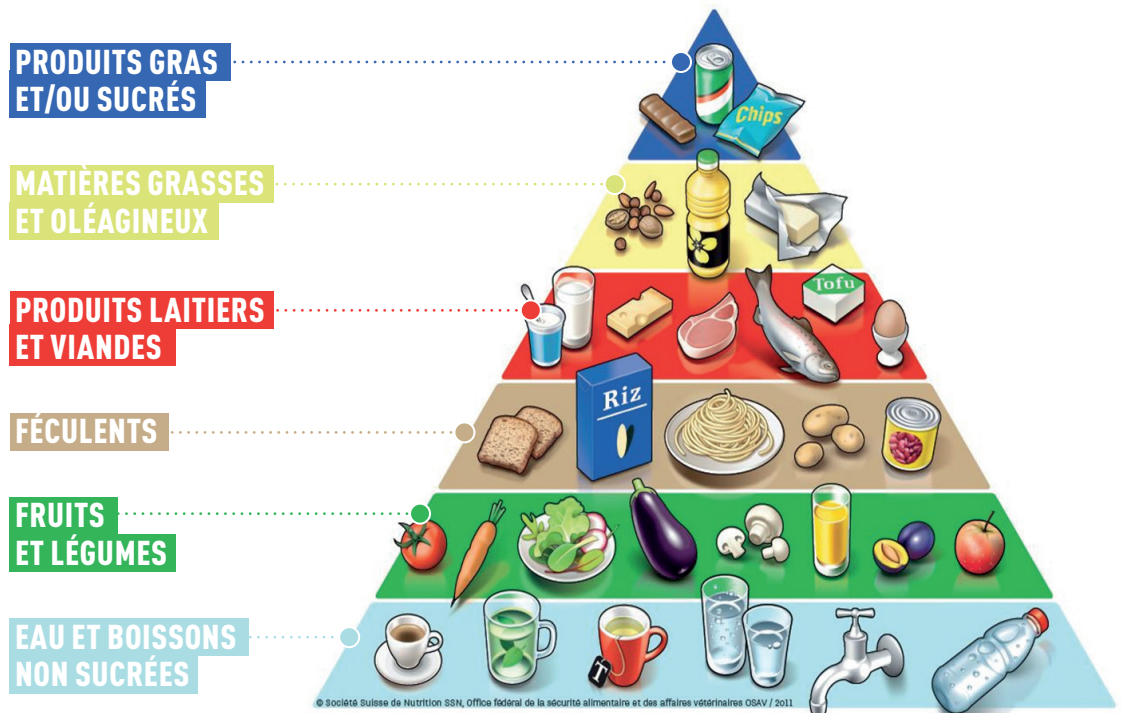 PRODUITS GRAS
ET/OU SUCRÉS
Chips
MATIÈRES GRASSES
ET OLÉAGINEUX
PRODUITS LAITIERS
ET VIANDES
Tofu
FÉCULENTS
Riz
FRUITS
ET LÉGUMES
EAU ET BOISSONS
NON SUCRÉES
T
© Société Suisse de Nutrition SSN, Office fédéral de la sécurité alimentaire et des affaires vétérinaires OSAV / 2011